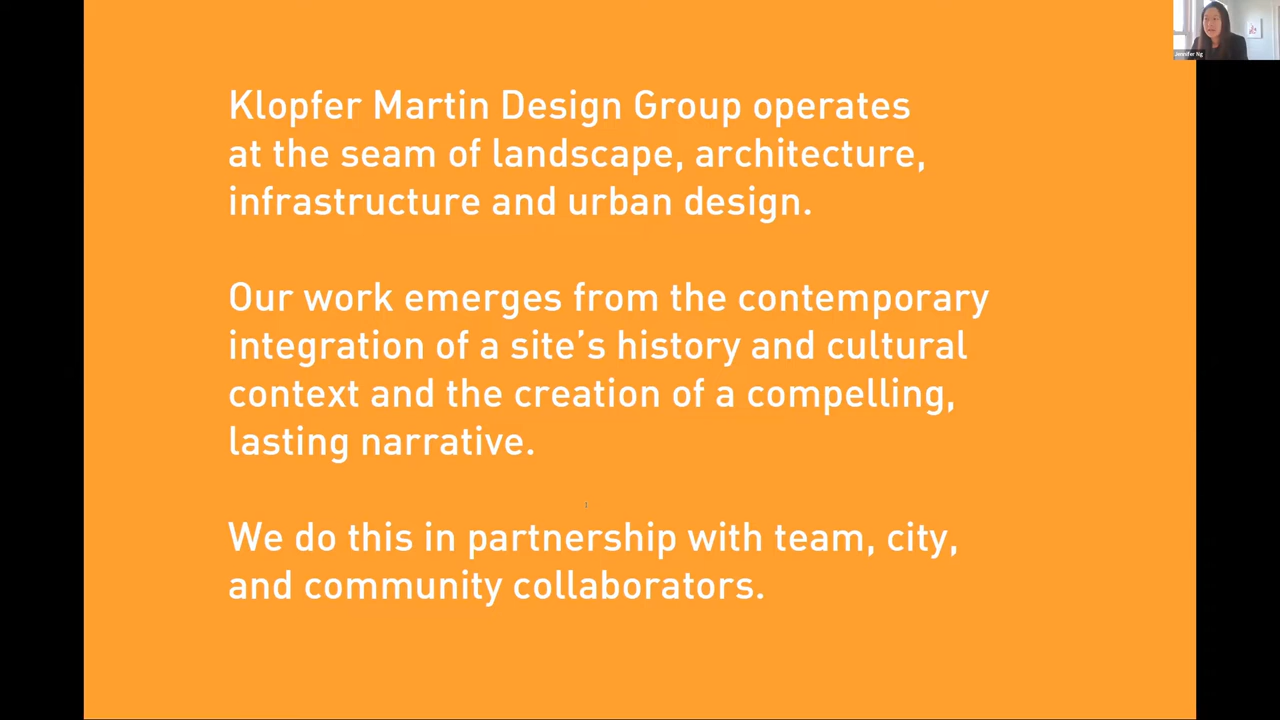 Klopfer Martin Design Group operates
at the seam of landscape, architecture,
infrastructure and urban design.
Our work emerges from the contemporary
integration of a site’s history and cultural
context and the creation of a compelling,
lasting narrative.
We do this in partnership with team, city,
and community collaborators.
Jennifer Ng